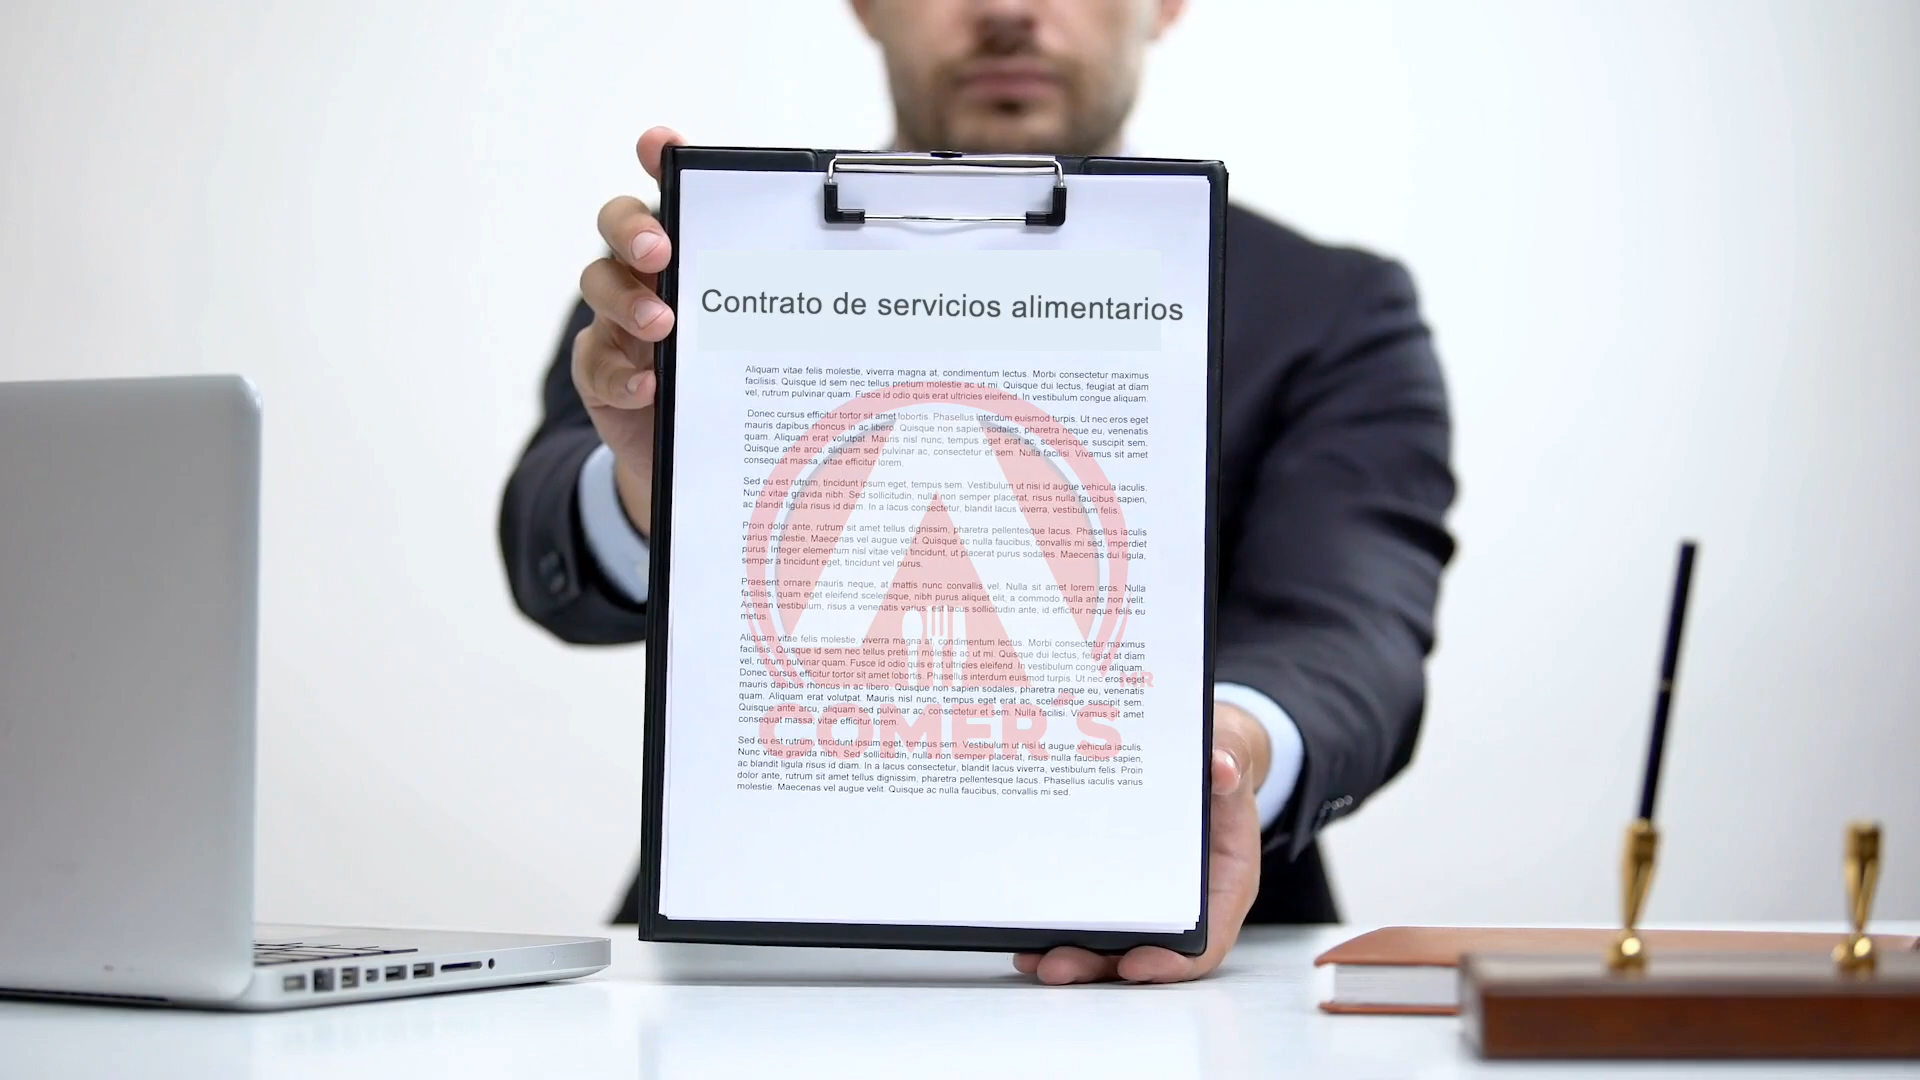 Contrato de servicios alimentarios
Aliquam vitae felis molestie, viverra magna at, condimentum lectus. Morbi consectetur maximus
facilisis. Quisque id sem nec tellus pretium molestie ac ut mi. Quisque dui lectus, feugiat at diam
vel, rutrum pulvinar quam. Fusce id odio quis erat ultricies eleifend. In vestibulum congue aliquam.
Donec cursus efficitur tortor sit amet lobortis. Phasellus interdum euismod turpis. Ut nec eros eget
mauris dapibus rhoncus in ac libero. Quisque non sapien sodales, pharetra neque eu, venenatis
quam. Aliquam erat volutpat. Mauris nisl nunc, tempus eget erat ac, scelerisque suscipit sem.
Quisque ante arcu, aliquam sed pulvinar ac, consectetur et sem. Nulla facilisi. Vivamus sit amet
consequat massa, vitae efficitur lorem.
Sed eu est rutrum, tincidunt ipsum eget, tempus sem. Vestibulum ut nisi id augue vehicula iaculis.
Nunc vitae gravida nibh. Sed sollicitudin, nulla non semper placerat, risus nulla faucibus sapien,
ac blandit ligula risus id diam. In a lacus consectetur, blandit lacus viverra, vestibulum felis.
Proin dolor ante, rutrum sit amet tellus dignissim, pharetra pellentesque lacus. Phasellus iaculis
varius molestie. Maecenas vel augue velit. Quisque ac nulla faucibus, convallis mi sed, imperdiet
purus. Integer elementum nisl vitae velit tincidunt, ut placerat purus sodales. Maecenas dui ligula,
semper a tincidunt eget, tincidunt vel purus.
Praesent ornare mauris neque, at mattis nunc convallis vel. Nulla sit amet lorem eros. Nulla
facilisis, quam eget eleifend scelerisque, nibh purus aliquet elit, a commodo nulla ante non velit.
Aenean vestibulum, risus a venenatis varius, est lacus sollicitudin ante, id efficitur neque felis eu
metus.
Aliquam vitae felis molestie, viverra magna at, condimentum lectus. Morbi consectetur maximus
facilisis. Quisque id sem nec tellus pretium molestie ac ut mi. Quisque dui lectus, feugiat at diam
vel, rutrum pulvinar quam. Fusce id odio quis erat ultricies eleifend. In vestibulum congue aliquam.
Donec cursus efficitur tortor sit amet lobortis. Phasellus interdum euismod turpis. Ut nec eros eget
mauris dapibus rhoncus in ac libero. Quisque non sapien sodales, pharetra neque eu, venenatis
quam. Aliquam erat volutpat. Mauris nisl nunc, tempus eget erat ac, scelerisque suscipit sem.
Quisque ante arcu, aliquam sed pulvinar ac, consectetur et sem. Nulla facilisi. Vivamus sit amet
consequat massa, vitae efficitur lorem.
MR
COMER´S
Sed eu est rutrum, tincidunt ipsum eget, tempus sem. Vestibulum ut nisi id augue vehicula iaculis.
Nunc vitae gravida nibh. Sed sollicitudin, nulla non semper placerat, risus nulla faucibus sapien,
ac blandit ligula risus id diam. In a lacus consectetur, blandit lacus viverra, vestibulum felis. Proin
dolor ante, rutrum sit amet tellus dignissim, pharetra pellentesque lacus. Phasellus iaculis varius
molestie. Maecenas vel augue velit. Quisque ac nulla faucibus, convallis mi sed.